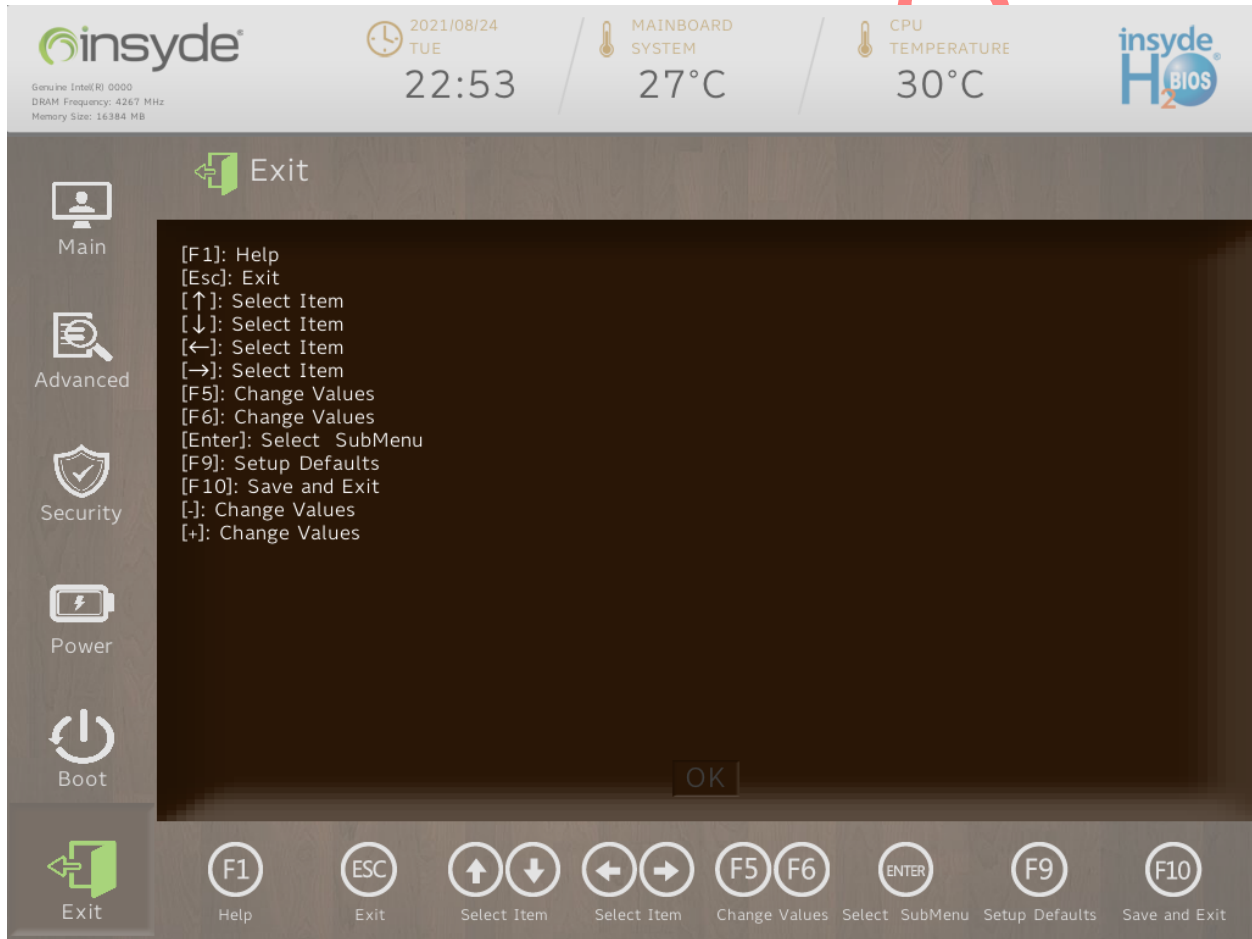 insyde
Genuine Intel(R) 0000
DRAM Frequency: 4267 MHz
Memory Size: 16384 MB
2021/08/24
TUE
22:53
MAINBOARD
SYSTEM
27°C
CPU
TEMPERATURE
30°C
insyde
H2BIOS
Exit
Main
Advanced
Security
Power
Boot
Exit
[F1]: Help
[Esc]: Exit
[↑]: Select Item
[↓]: Select Item
[←]: Select Item
[→]: Select Item
[F5]: Change Values
[F6]: Change Values
[Enter]: Select  SubMenu
[F9]: Setup Defaults
[F10]: Save and Exit
[-]: Change Values
[+]: Change Values
OK
F1
Help
ESC
Exit
Select Item
Select Item
F5 F6
Change Values
ENTER
Select  SubMenu
F9
Setup Defaults
F10
Save and Exit